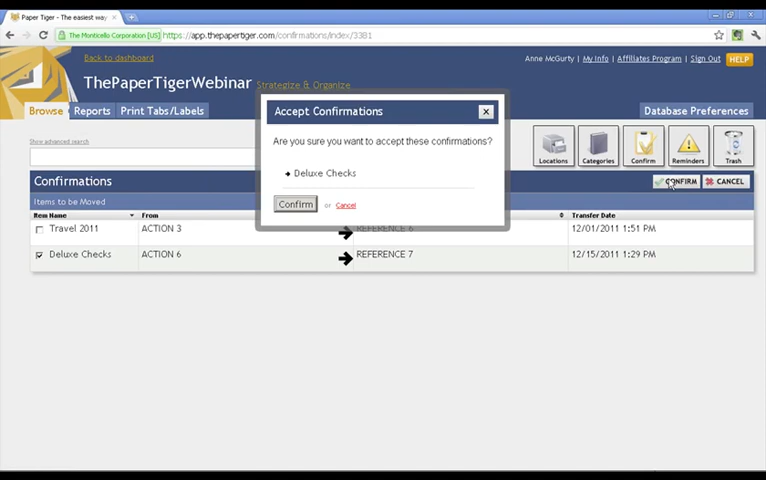 Paper Tiger - The easiest way
The Monticello Corporation [US] https://app.thepapertiger.com/confirmations/index/3381
Back to dashboard
Anne McGurty | My Info | Affiliates Program | Sign Out HELP
ThePaperTigerWebinar Strategize & Organize
Browse Reports Print Tabs/Labels Database Preferences
Show advanced search
Locations Categories Confirm Reminders Trash
Confirmations CONFIRM CANCEL
Items to be Moved
Item Name From Transfer Date
Travel 2011 ACTION 3 REFERENCE 6 12/01/2011 1:51 PM
Deluxe Checks ACTION 6 REFERENCE 7 12/15/2011 1:29 PM
Accept Confirmations
Are you sure you want to accept these confirmations?
Deluxe Checks
Confirm or Cancel